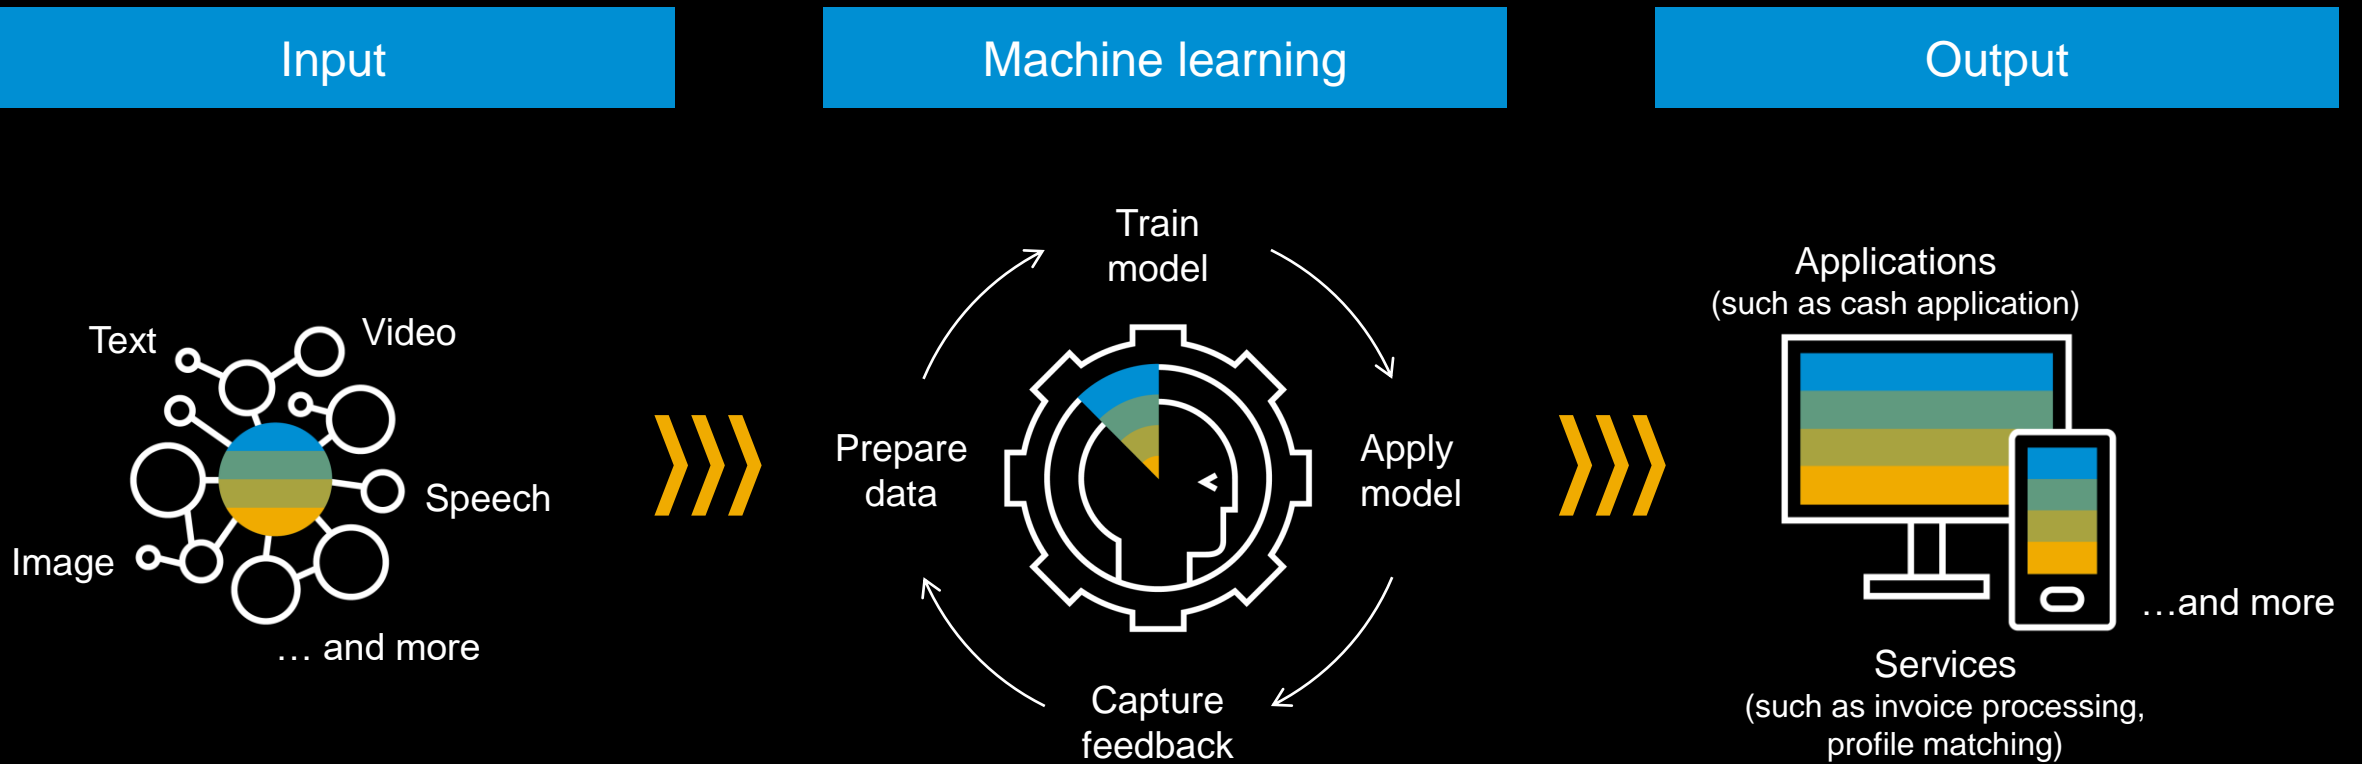 Input
Machine learning
Output
Text
Video
Speech
Image
… and more
Train
model
Prepare
data
Apply
model
Capture
feedback
Applications
(such as cash application)
…and more
Services
(such as invoice processing,
profile matching)